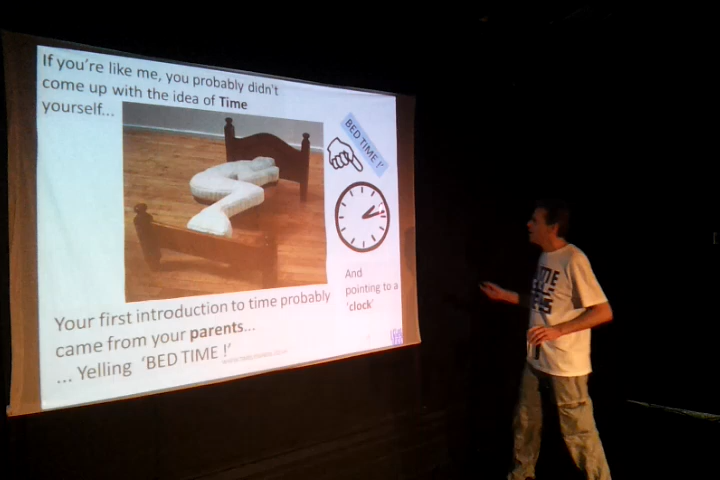 If you're like me, you probably didn't
come up with the idea of Time
yourself...
BED TIME !'
And
pointing to a
'clock'
Your first introduction to time probably
came from your parents...
... Yelling 'BED TIME !'